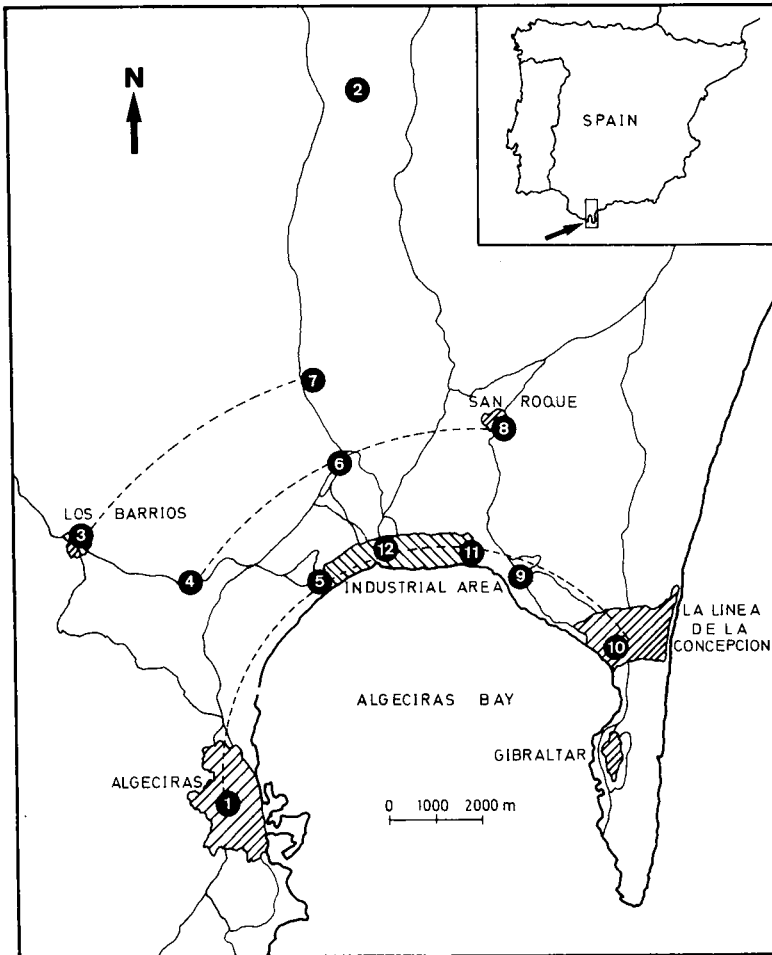 N
2
SPAIN
7
SAN ROQUE
8
6
LOS BARRIOS
3
12
11
4
5
9
INDUSTRIAL AREA
LA LINEA
DE LA
CONCEPCION
10
ALGECIRAS BAY
GIBRALTAR
ALGECIRAS
1
0 1000 2000 m